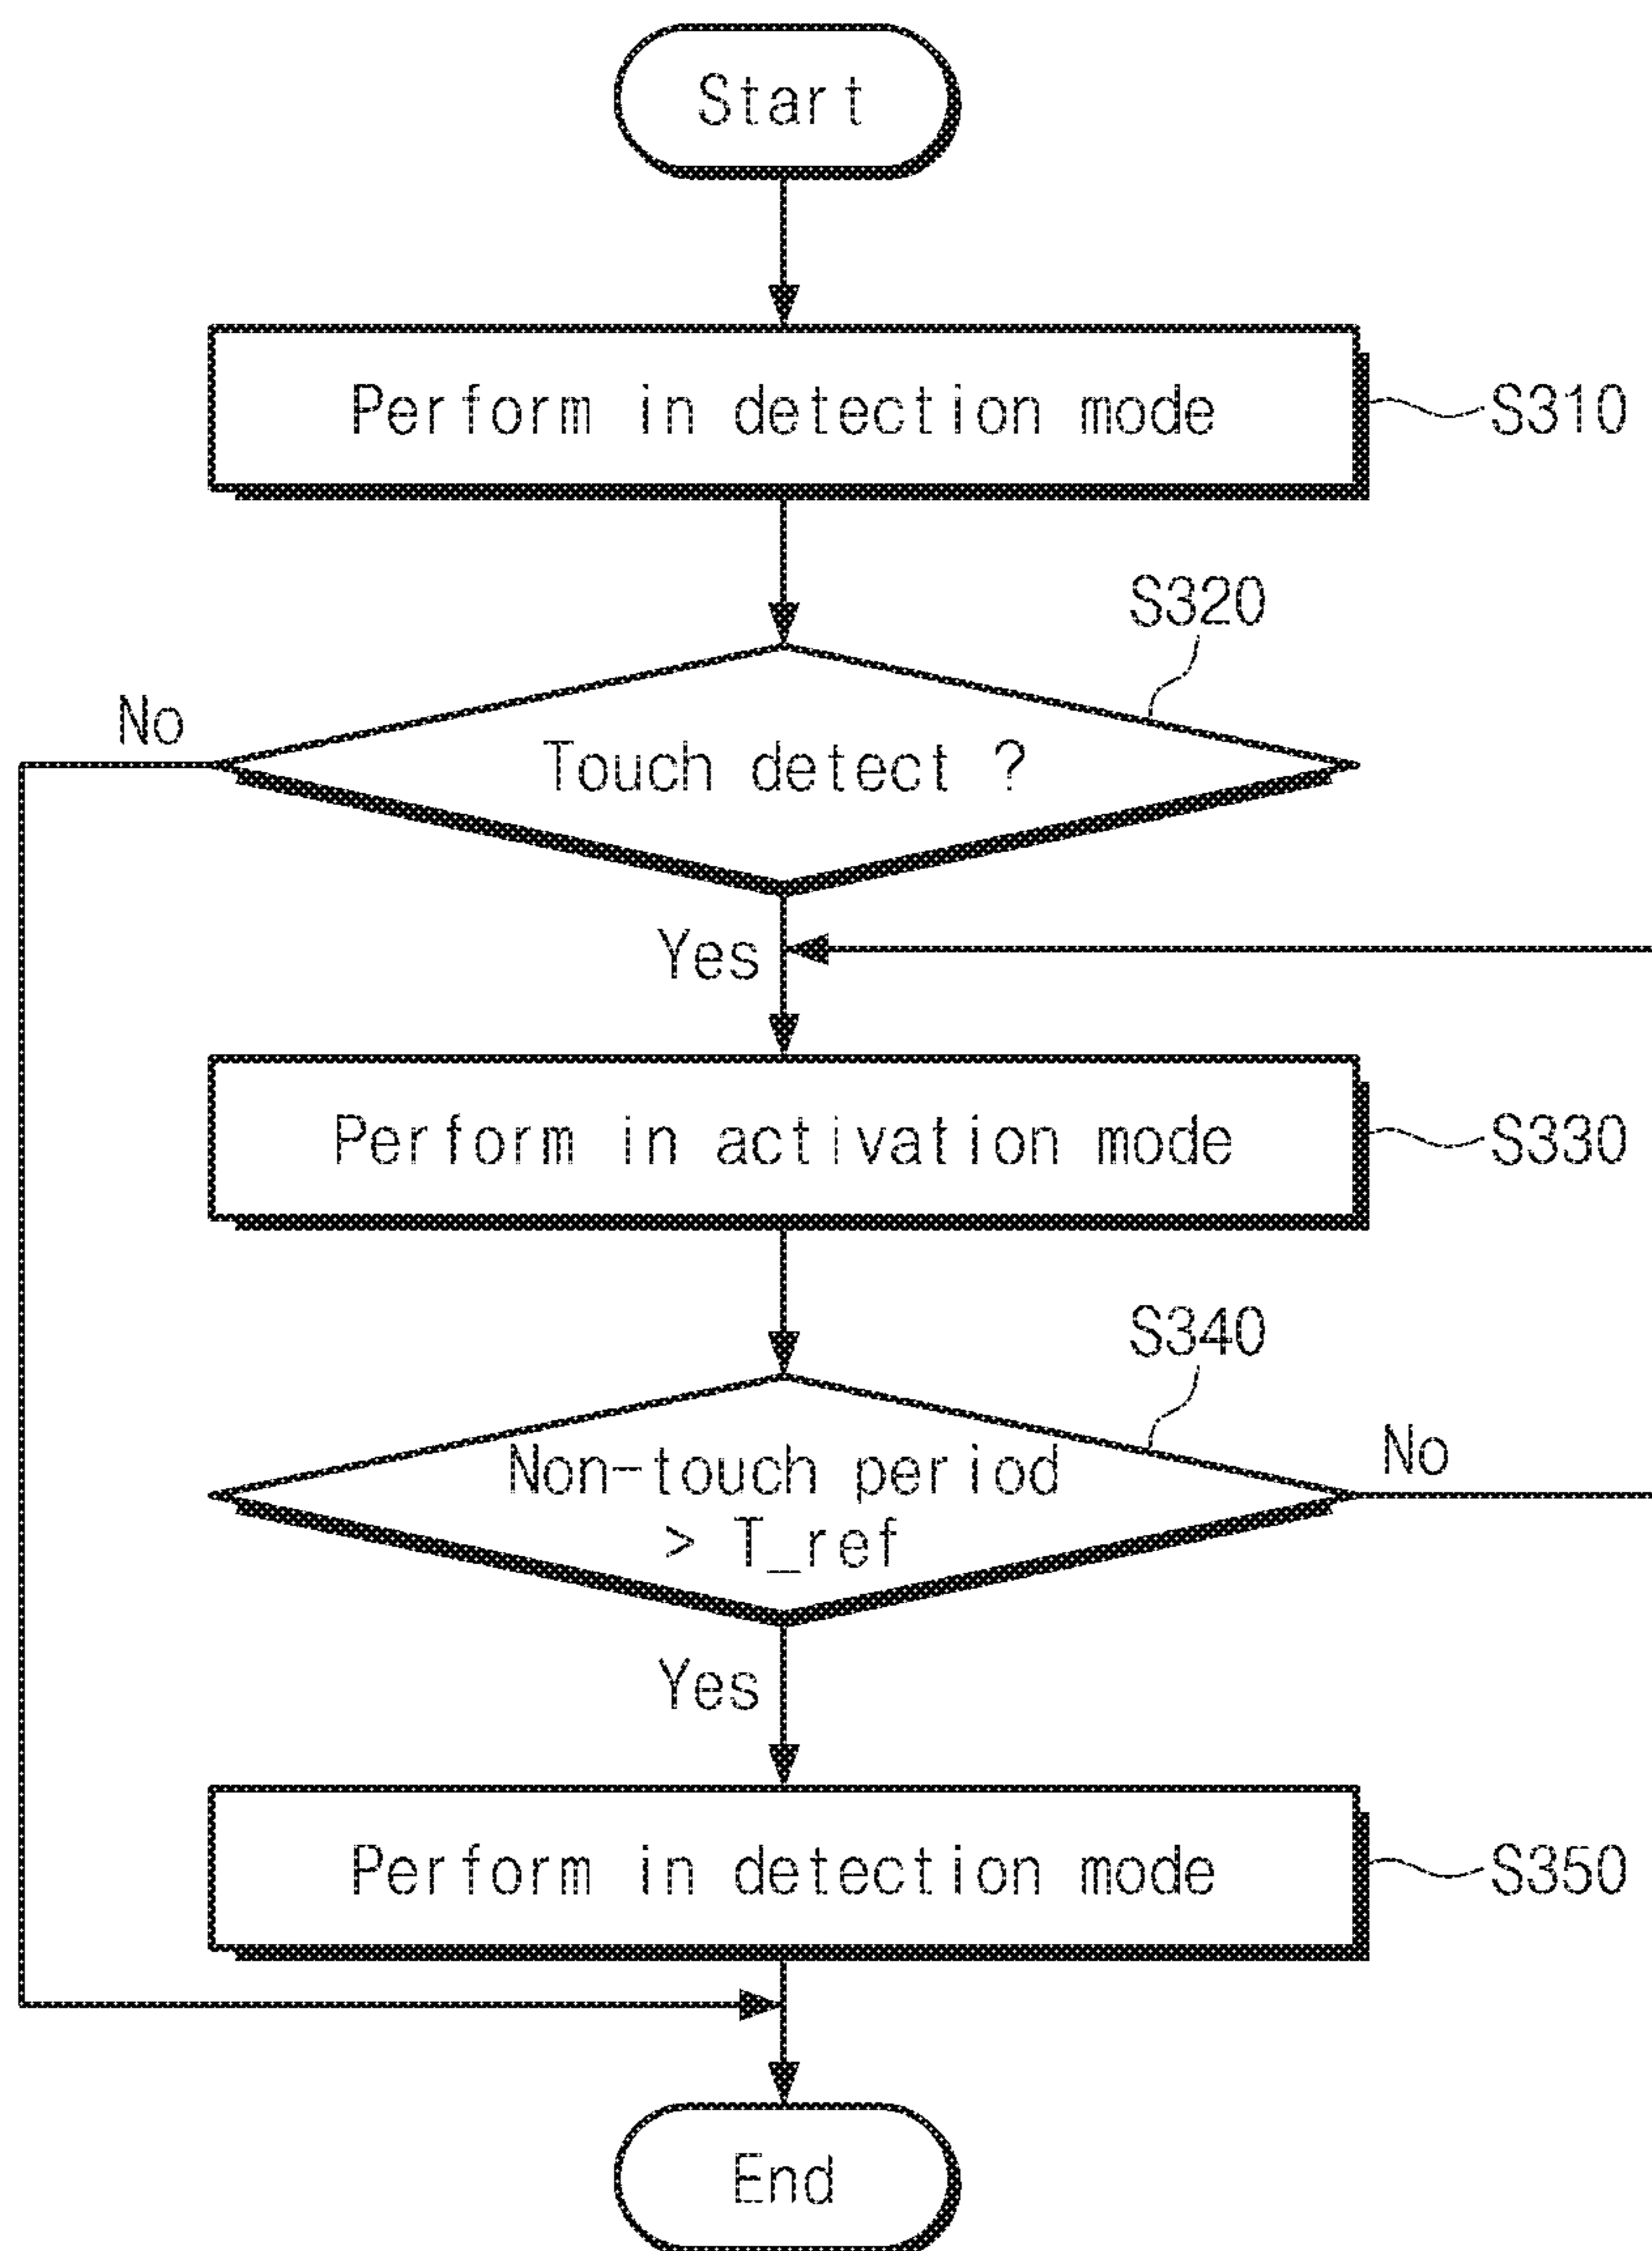 Start
Perform in detection mode
S310
S320
No
Touch detect ?
Yes
Perform in activation mode
S330
S340
No
Non-touch period
> T_ref
Yes
Perform in detection mode
S350
End